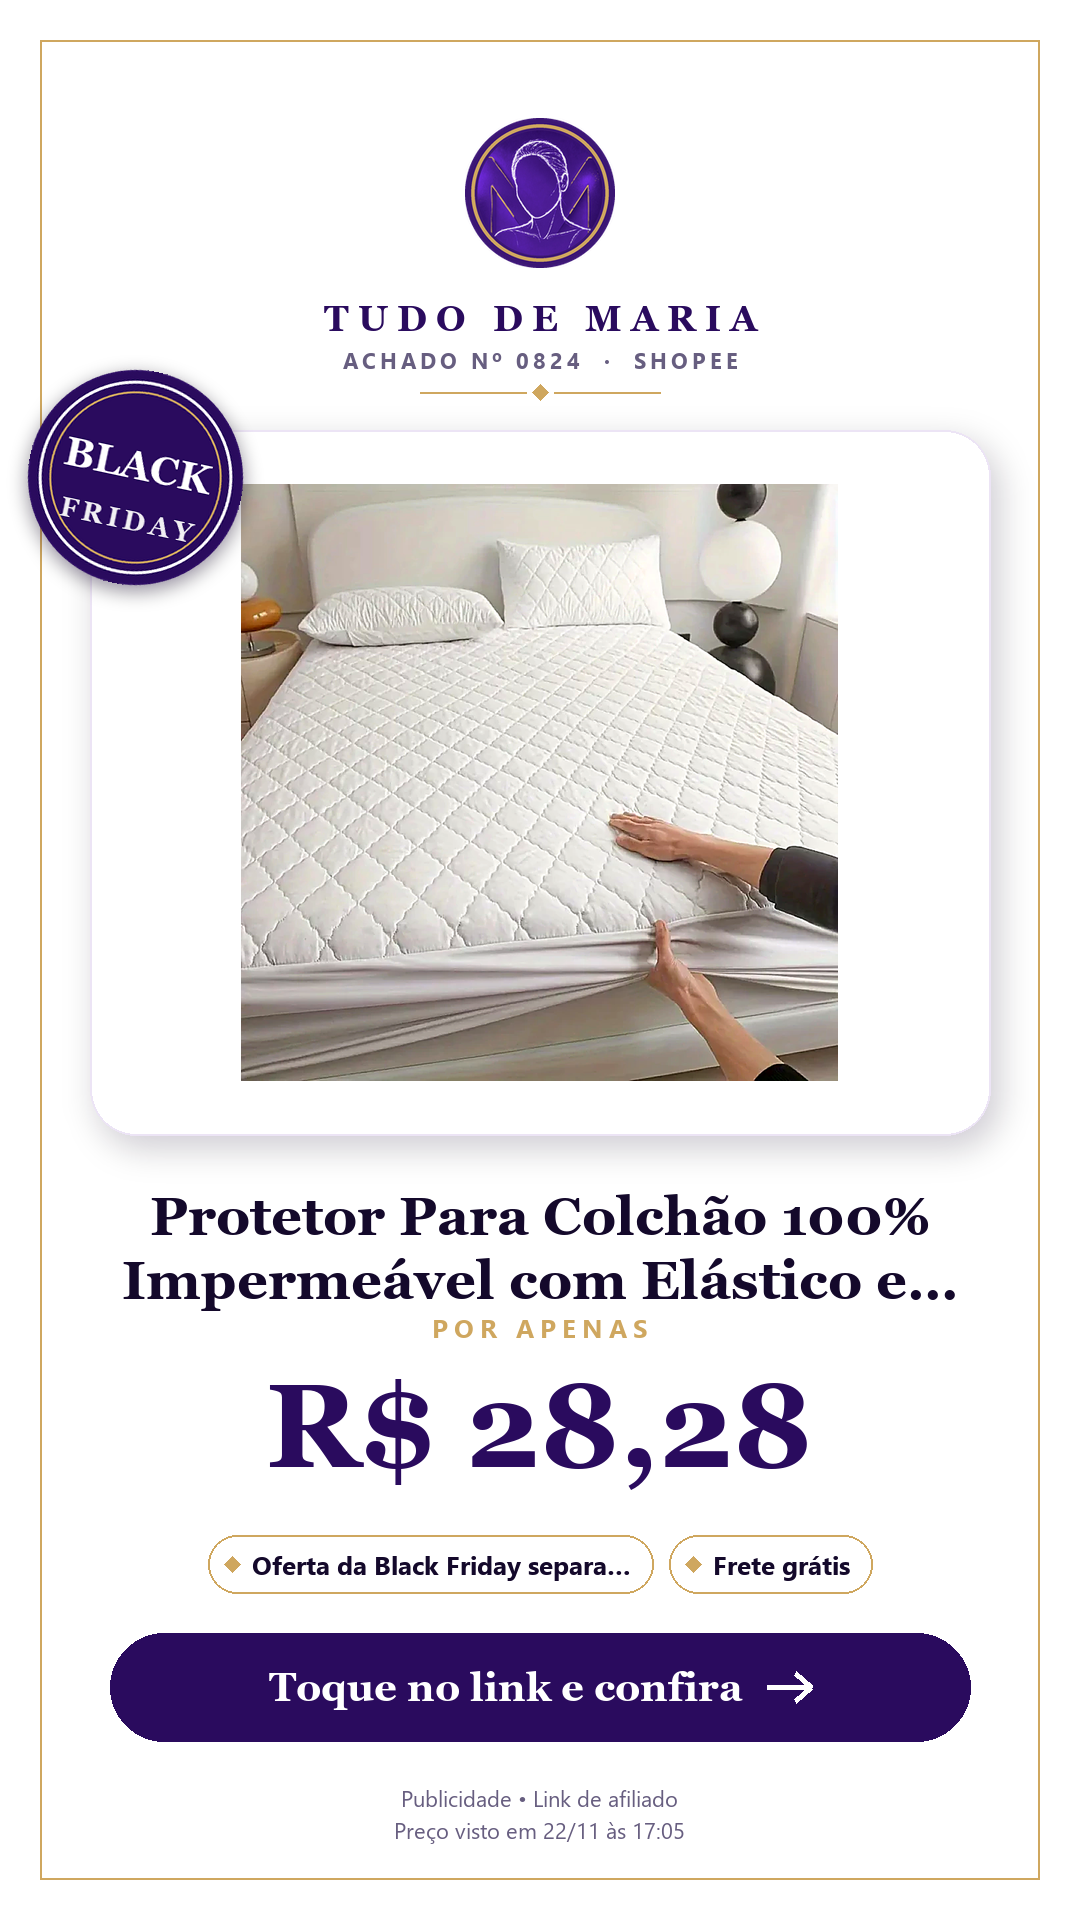 TUDO DE MARIA
ACHADO Nº 0824 · SHOPEE
BLACK
FRIDAY
Protetor Para Colchão 100%
Impermeável com Elástico e...
POR APENAS
R$ 28,28
Oferta da Black Friday separa...
Frete grátis
Toque no link e confira →
Publicidade • Link de afiliado
Preço visto em 22/11 às 17:05